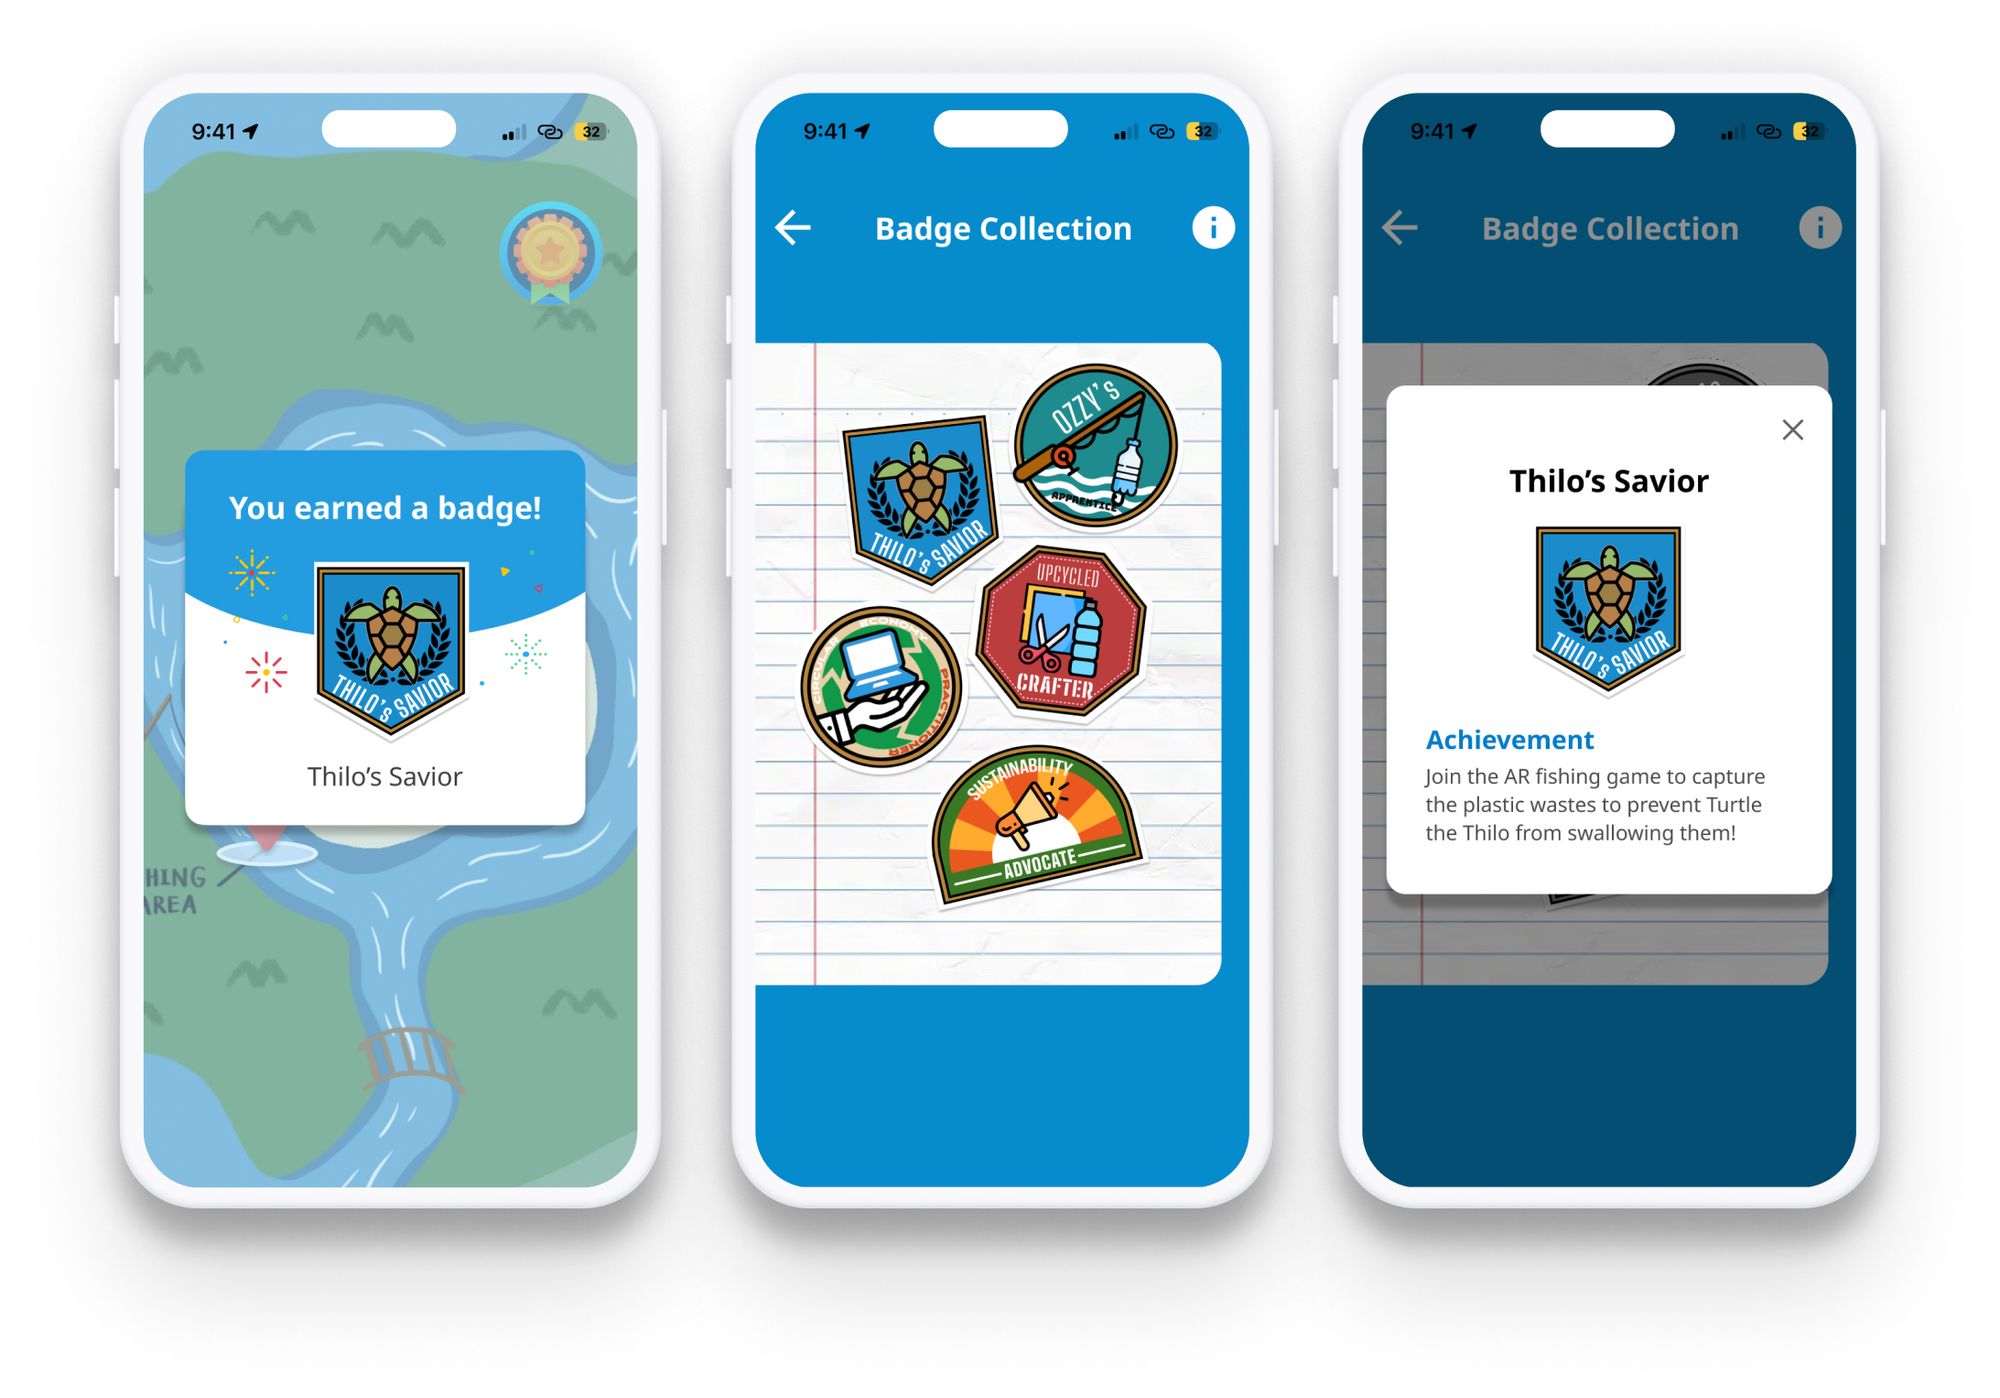 9:41
32
You earned a badge!
THILO's SAVIOR
Thilo's Savior
HING
AREA
9:41
32
Badge Collection
i
OZZY's
APPRENTICE
THILO's SAVIOR
UPCYCLED
CRAFTER
CIRCULAR ECONOMY PRACTITIONER
SUSTAINABILITY
ADVOCATE
9:41
32
Badge Collection
i
Thilo's Savior
THILO's SAVIOR
Achievement
Join the AR fishing game to capture
the plastic wastes to prevent Turtle
the Thilo from swallowing them!